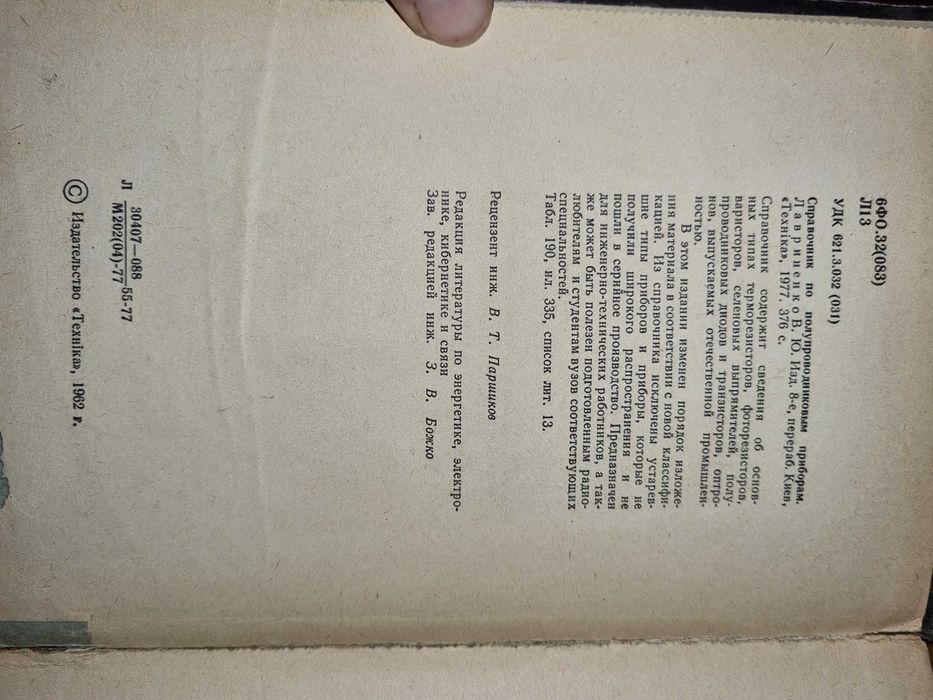 6Ф0.32(083)
Л13
УДК 621.3.032 (031)
Справочник по полупроводниковым приборам.
Лавриненко В. Ю. Изд. 8-е, перераб. Киев,
«Технiка», 1977. 376 с.
Справочник содержит сведения об основ-
ных типах терморезисторов, фоторезисторов,
варисторов, селеновых выпрямителей, полу-
проводниковых диодов и транзисторов, оптро-
нов, выпускаемых отечественной промышлен-
ностью.
В этом издании изменен порядок изложе-
ния материала в соответствии с новой классифи-
кацией. Из справочника исключены устарев-
шие типы приборов и приборы, которые не
получили широкого распространения и не
пошли в серийное производство. Предназначен
для инженерно-технических работников, а так-
же может быть полезен подготовленным радио-
любителям и студентам вузов соответствующих
специальностей.
Табл. 190, ил. 335, список лит. 13.
Рецензент инж. В. Т. Паршиков
Редакция литературы по энергетике, электро-
нике, кибернетике и связи
Зав. редакцией инж. З. В. Божко
Л 30407—088 / М202(04)-77 55-77
© Издательство «Технiка», 1962 г.